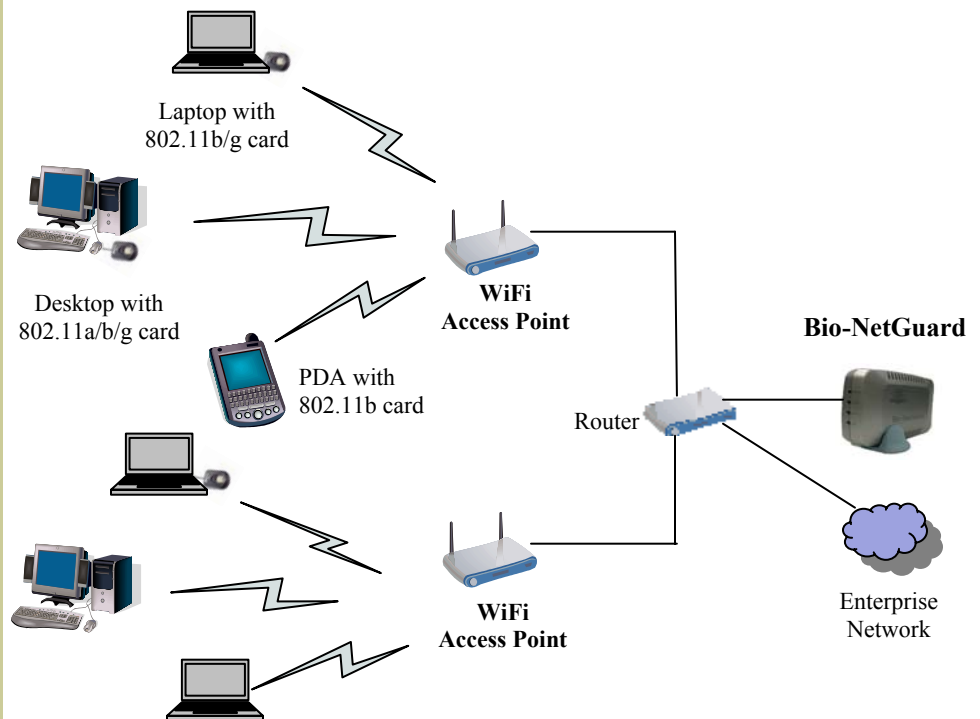 Laptop with
802.11b/g card
Desktop with
802.11a/b/g card
WiFi
Access Point
PDA with
802.11b card
Bio-NetGuard
Router
WiFi
Access Point
Enterprise
Network